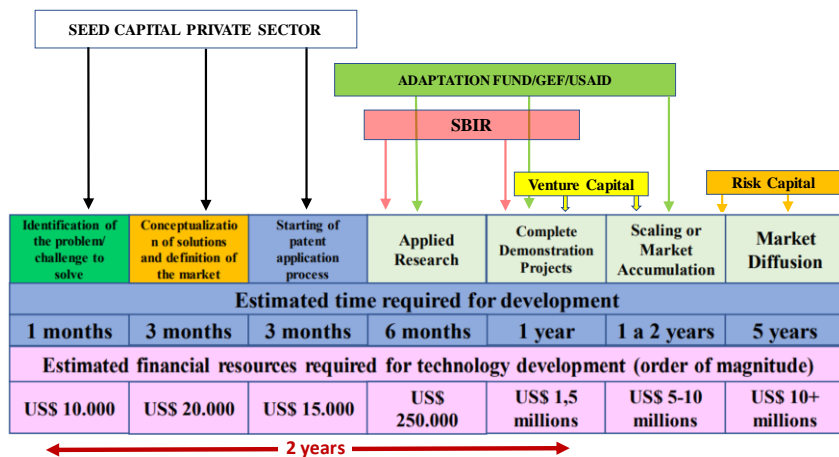 SEED CAPITAL PRIVATE SECTOR
ADAPTATION FUND/GEF/USAID
SBIR
Venture Capital
Risk Capital
Identification of
the problem/
challenge to
solve
Conceptualizatio
n of solutions
and definition of
the market
Starting of
patent
application
process
Applied
Research
Complete
Demonstration
Projects
Scaling or
Market
Accumulation
Market
Diffusion
Estimated time required for development
1 months
3 months
3 months
6 months
1 year
1 a 2 years
5 years
Estimated financial resources required for technology development (order of magnitude)
US$ 10.000
US$ 20.000
US$ 15.000
US$
250.000
US$ 1,5
millions
US$ 5-10
millions
US$ 10+
millions
2 years